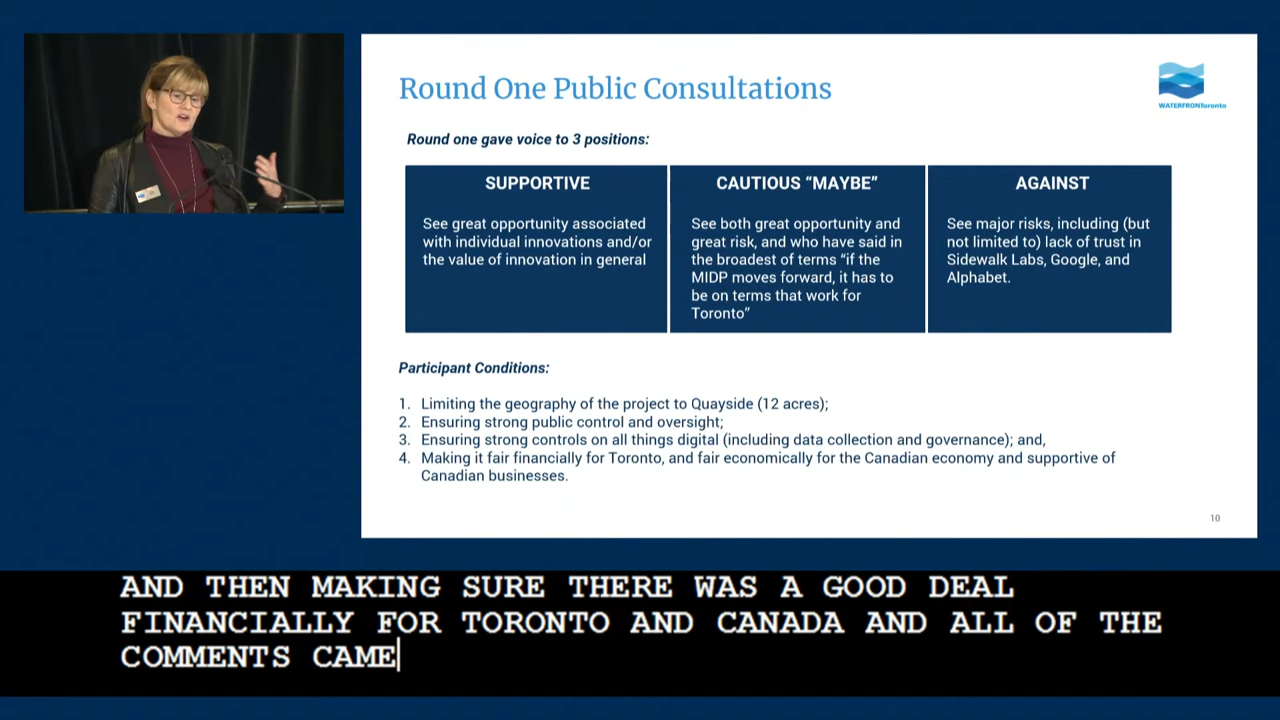 Round One Public Consultations
WATERFRONToronto
Round one gave voice to 3 positions:
SUPPORTIVE
See great opportunity associated
with individual innovations and/or
the value of innovation in general
CAUTIOUS “MAYBE”
See both great opportunity and
great risk, and who have said in
the broadest of terms “if the
MIDP moves forward, it has to
be on terms that work for
Toronto”
AGAINST
See major risks, including (but
not limited to) lack of trust in
Sidewalk Labs, Google, and
Alphabet.
Participant Conditions:
1. Limiting the geography of the project to Quayside (12 acres);
2. Ensuring strong public control and oversight;
3. Ensuring strong controls on all things digital (including data collection and governance); and,
4. Making it fair financially for Toronto, and fair economically for the Canadian economy and supportive of
Canadian businesses.
10
AND THEN MAKING SURE THERE WAS A GOOD DEAL
FINANCIALLY FOR TORONTO AND CANADA AND ALL OF THE
COMMENTS CAME